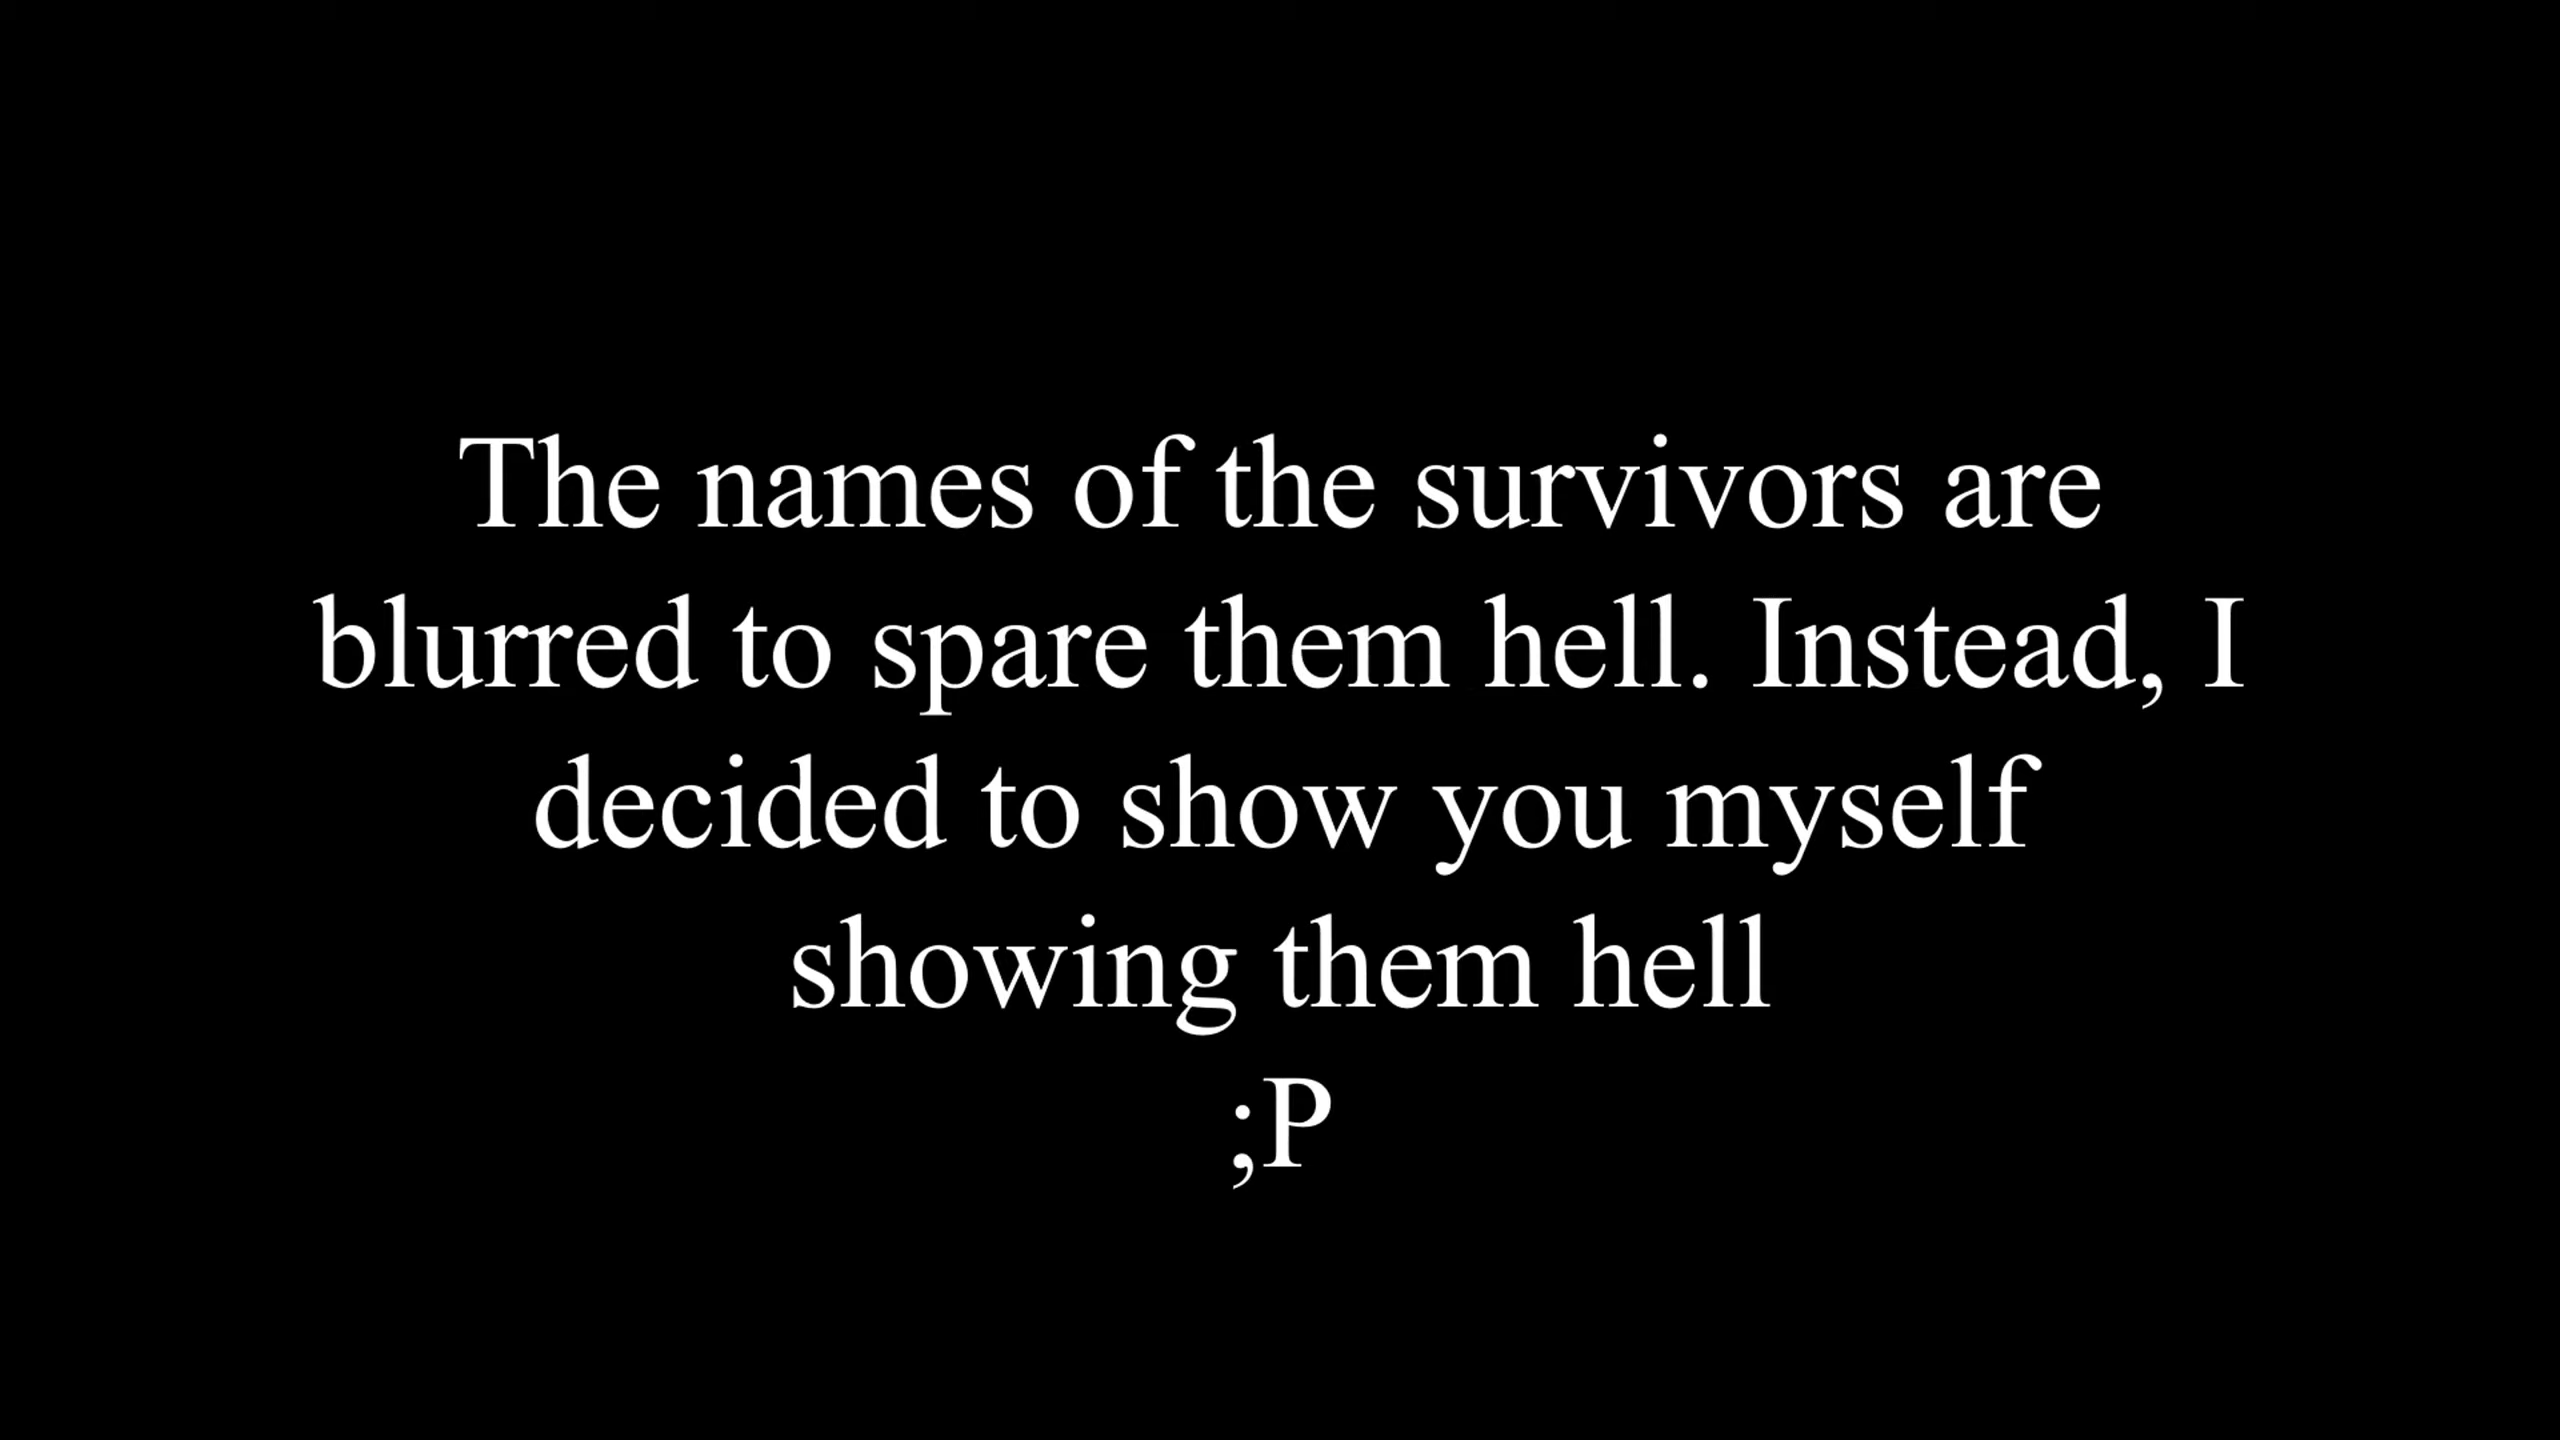 The names of the survivors are
blurred to spare them hell. Instead, I
decided to show you myself
showing them hell
;P